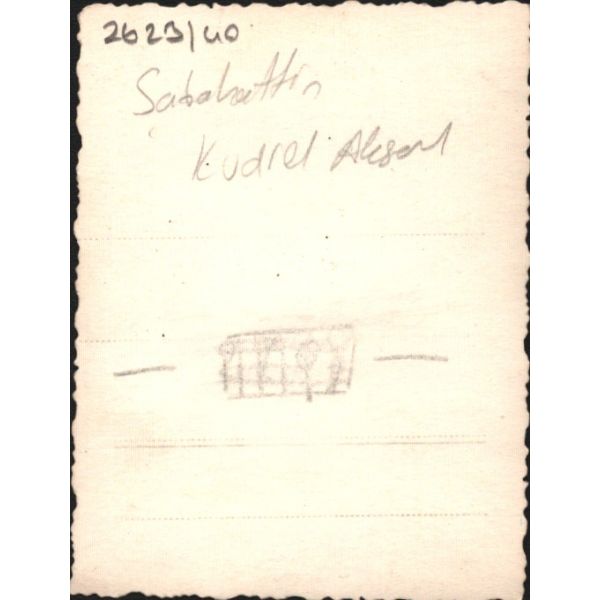 2623/40
Sabahattin
Kudret Aksal